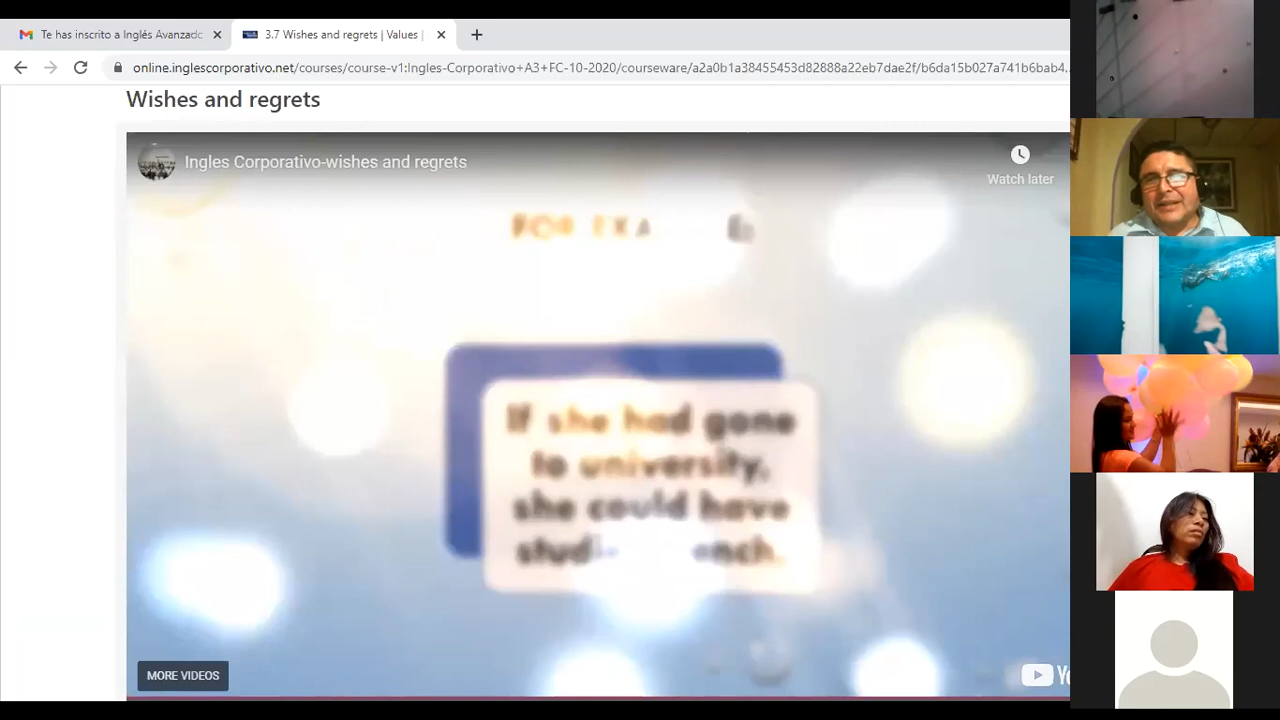 Te has inscrito a Inglés Avanzado
3.7 Wishes and regrets | Values |
online.inglescorporativo.net/courses/course-v1:Ingles-Corporativo+A3+FC-10-2020/courseware/a2a0b1a38455453d82888a22eb7dae2f/b6da15b027a741b6bab4...
Wishes and regrets
Ingles Corporativo-wishes and regrets
Watch later
FOR
If she had gone
to university,
she could have
MORE VIDEOS